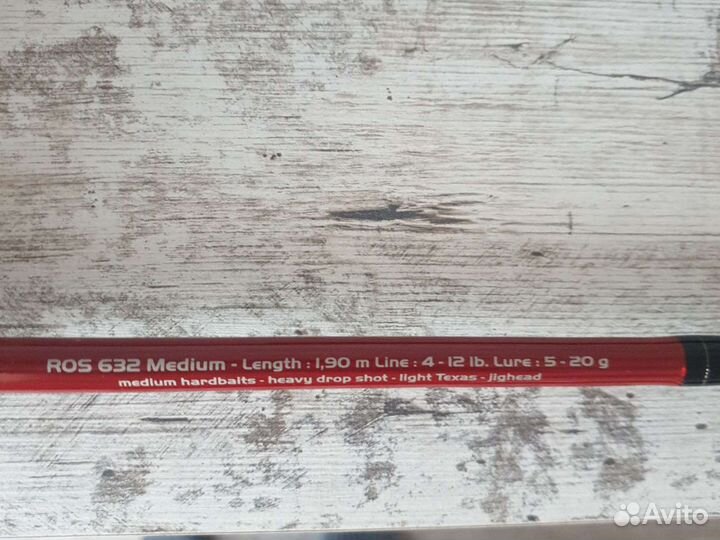 ROS 632 Medium - Length : 1,90 m Line : 4 - 12 lb. Lure : 5 - 20 g
medium hardbaits - heavy drop shot - light Texas - jighead
Avito